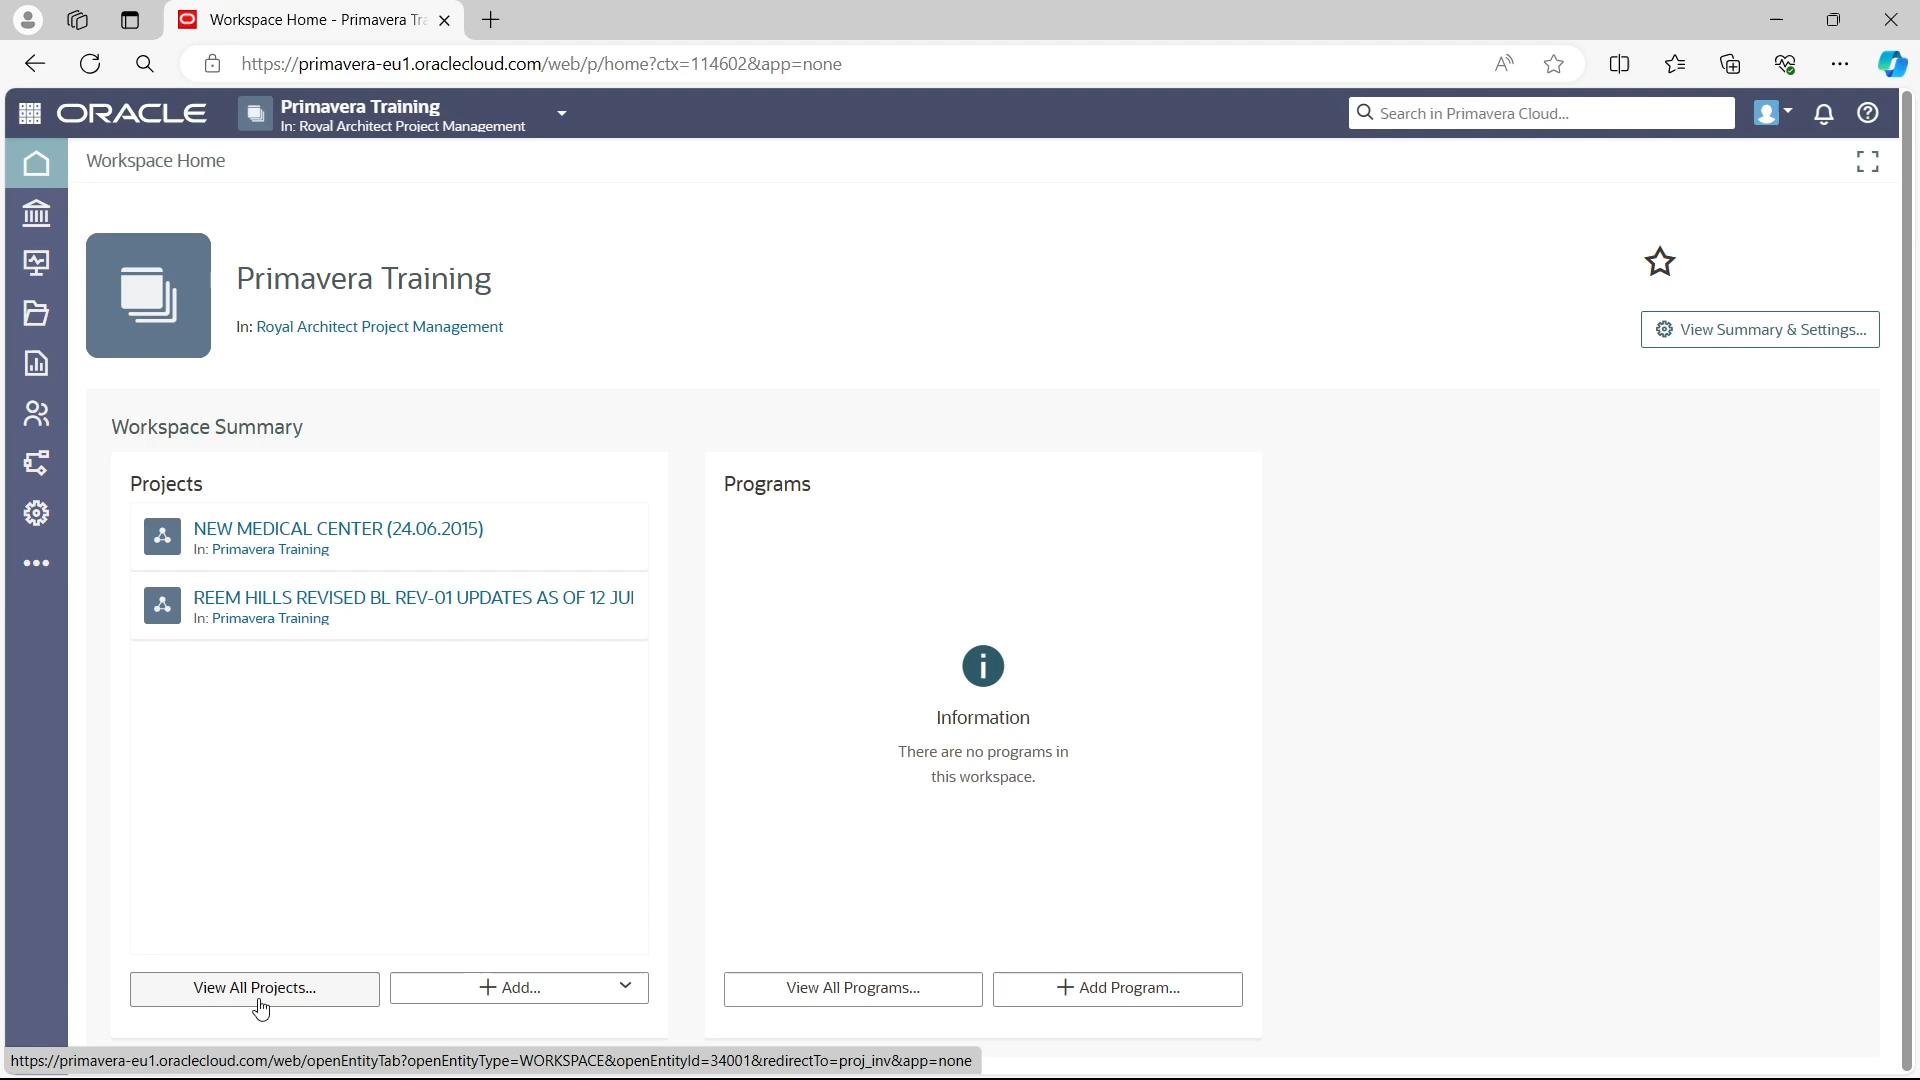 Workspace Home - Primavera Tra
https://primavera-eu1.oraclecloud.com/web/p/home?ctx=114602&app=none
ORACLE
Primavera Training
In: Royal Architect Project Management
Search in Primavera Cloud...
Workspace Home
Primavera Training
In: Royal Architect Project Management
View Summary & Settings...
Workspace Summary
Projects
NEW MEDICAL CENTER (24.06.2015)
In: Primavera Training
REEM HILLS REVISED BL REV-01 UPDATES AS OF 12 JUI
In: Primavera Training
View All Projects...
Add...
Programs
Information
There are no programs in
this workspace.
View All Programs...
Add Program...
https://primavera-eu1.oraclecloud.com/web/openEntityTab?openEntityType=WORKSPACE&openEntityId=34001&redirectTo=proj_inv&app=none